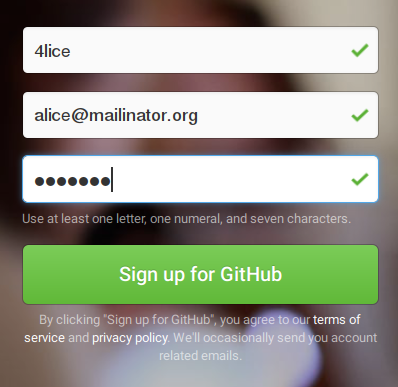 4lice
alice@mailinator.org
•••••••
Use at least one letter, one numeral, and seven characters.
Sign up for GitHub
By clicking "Sign up for GitHub", you agree to our terms of
service and privacy policy. We'll occasionally send you account
related emails.